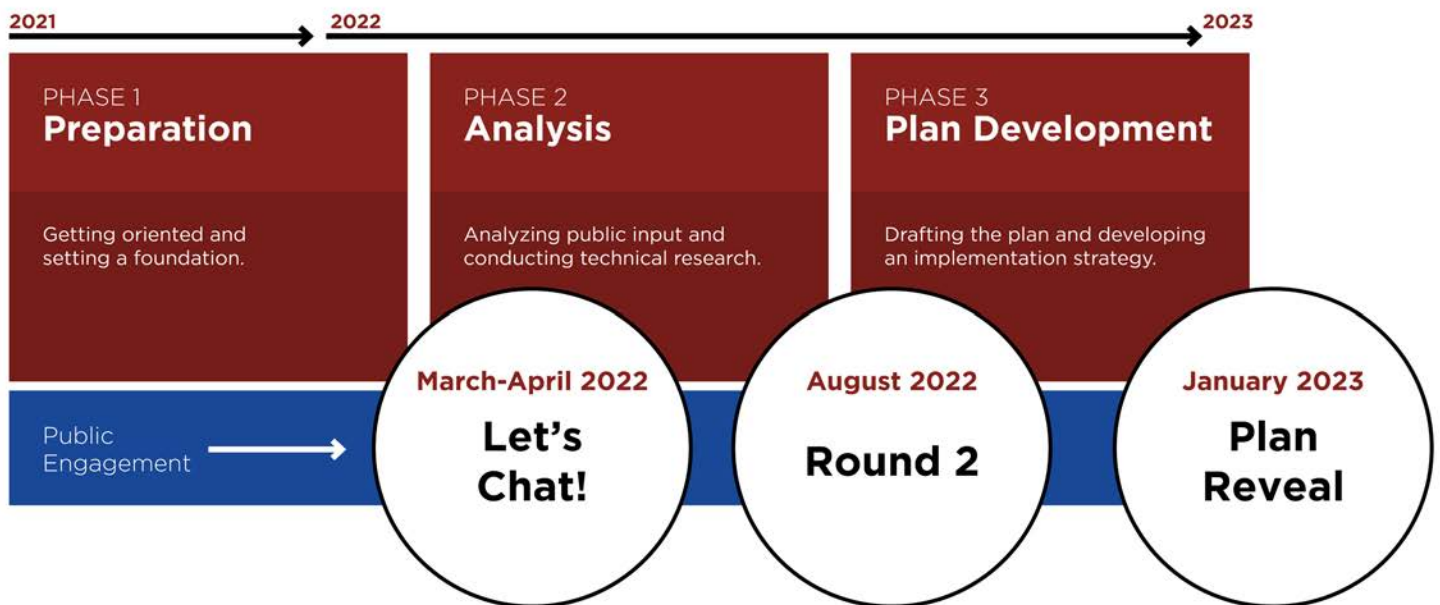 2021
2022
2023
PHASE 1
Preparation
Getting oriented and
setting a foundation.
PHASE 2
Analysis
Analyzing public input and
conducting technical research.
PHASE 3
Plan Development
Drafting the plan and developing
an implementation strategy.
Public
Engagement
March-April 2022
Let’s
Chat!
August 2022
Round 2
January 2023
Plan
Reveal